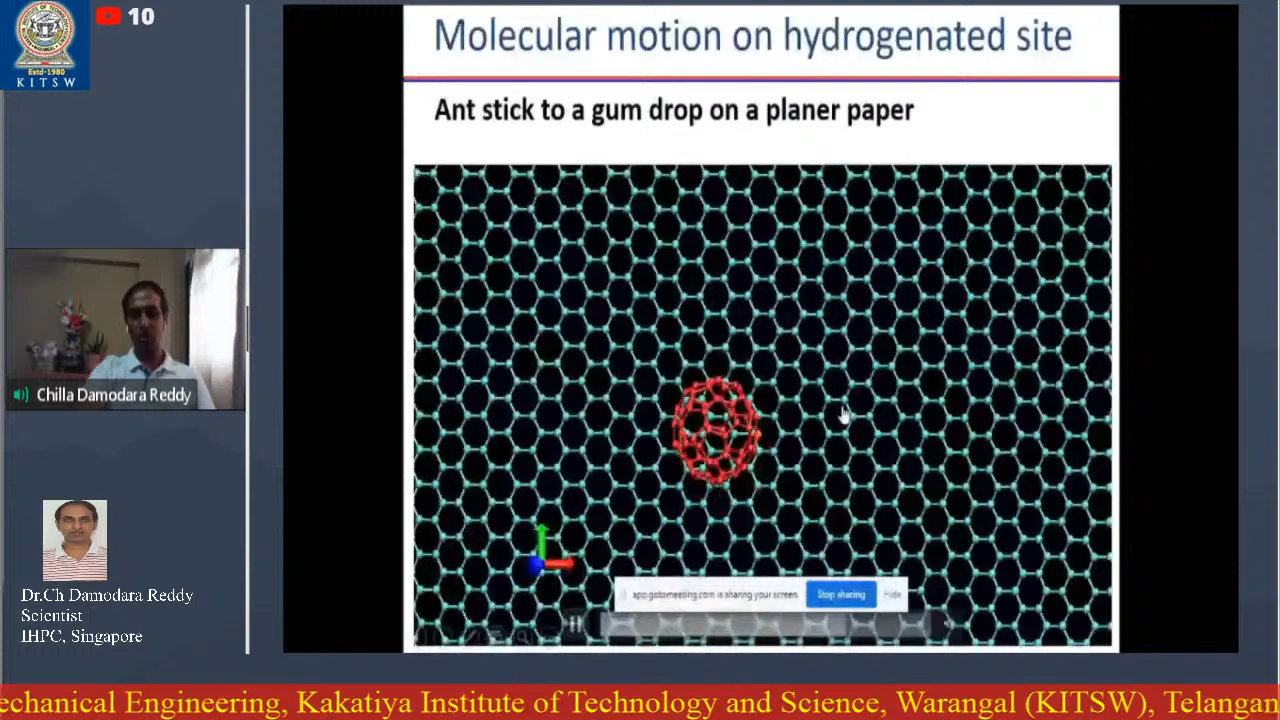 10
Estd-1980
K I T S W
Molecular motion on hydrogenated site
Ant stick to a gum drop on a planer paper
Chilla Damodara Reddy
Dr.Ch Damodara Reddy
Scientist
IHPC, Singapore
app.gotomeeting.com is sharing your screen.
Stop sharing
Hide
echanical Engineering, Kakatiya Institute of Technology and Science, Warangal (KITSW), Telangan